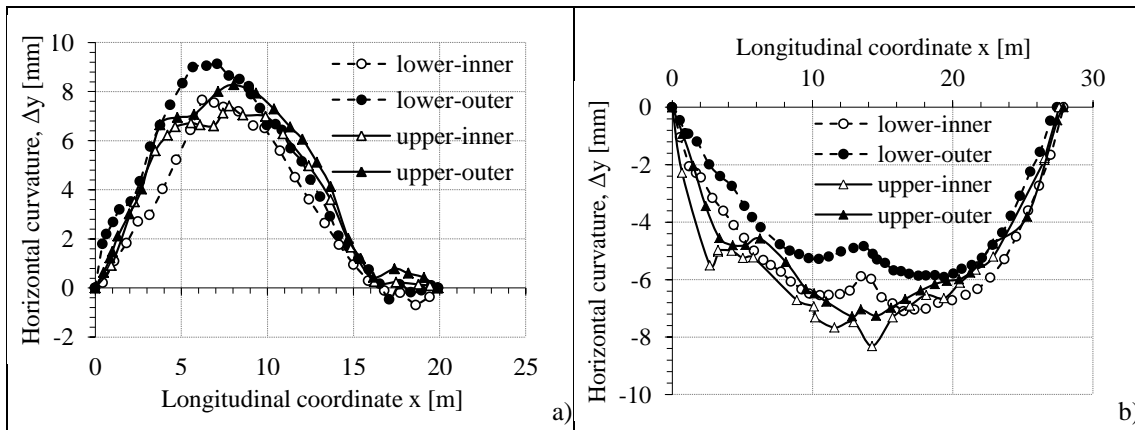 Horizontal curvature, Δy [mm]
10
8
6
4
2
0
-2
0 5 10 15 20 25
Longitudinal coordinate x [m]
lower-inner
lower-outer
upper-inner
upper-outer
a)
Longitudinal coordinate x [m]
0 10 20 30
Horizontal curvature, Δy [mm]
0
-2
-4
-6
-8
-10
lower-inner
lower-outer
upper-inner
upper-outer
b)